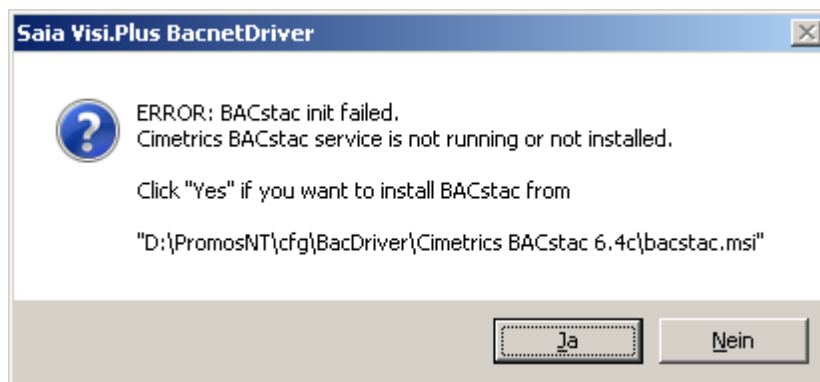 Saia Visi.Plus BacnetDriver
ERROR: BACstac init failed.
Cimetrics BACstac service is not running or not installed.
Click "Yes" if you want to install BACstac from
"D:\PromosNT\cfg\BacDriver\Cimetrics BACstac 6.4c\bacstac.msi"
Ja
Nein